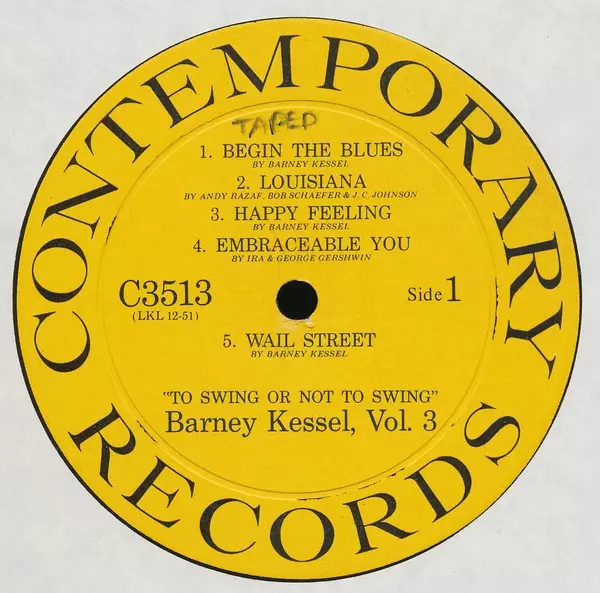 CONTEMPORARY
TAPED
1. BEGIN THE BLUES
BY BARNEY KESSEL
2. LOUISIANA
BY ANDY RAZAF, BOB SCHAEFER & J. C. JOHNSON
3. HAPPY FEELING
BY BARNEY KESSEL
4. EMBRACEABLE YOU
BY IRA & GEORGE GERSHWIN
C3513
(LKL 12-51)
Side 1
5. WAIL STREET
BY BARNEY KESSEL
"TO SWING OR NOT TO SWING"
Barney Kessel, Vol. 3
RECORDS